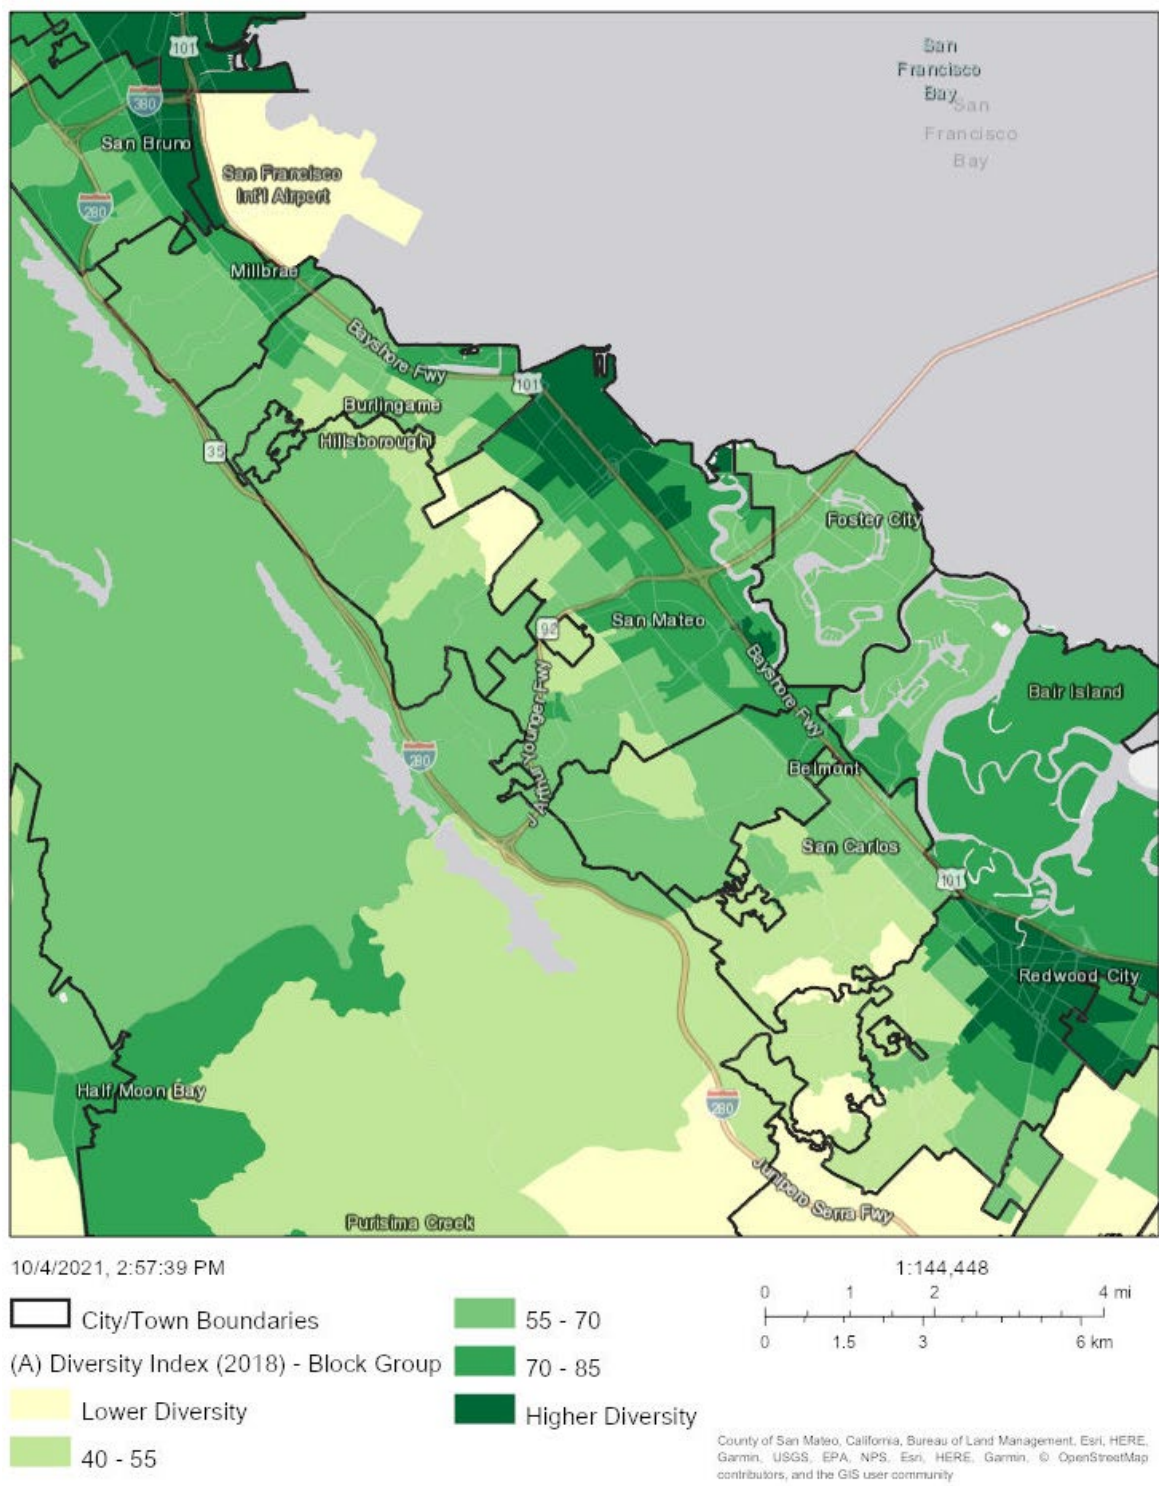 101
San
Francisco
Bay
San
Francisco
Bay
380
San Bruno
San Francisco
Int'l Airport
280
Millbrae
Bayshore Fwy
101
Burlingame
Hillsborough
35
Foster City
92
San Mateo
J Arthur Younger Fwy
Bayshore Fwy
Bair Island
280
Belmont
San Carlos
101
Redwood City
Half Moon Bay
280
Junipero Serra Fwy
Purisima Creek
10/4/2021, 2:57:39 PM
1:144,448
0 1 2 4 mi
0 1.5 3 6 km
City/Town Boundaries
(A) Diversity Index (2018) - Block Group
Lower Diversity
40 - 55
55 - 70
70 - 85
Higher Diversity
County of San Mateo, California, Bureau of Land Management, Esri, HERE,
Garmin, USGS, EPA, NPS, Esri, HERE, Garmin, © OpenStreetMap
contributors, and the GIS user community